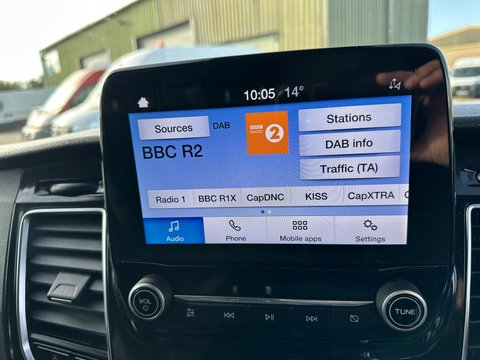 10:05 14°
Sources DAB
BBC RADIO 2
Stations
DAB info
Traffic (TA)
BBC R2
Radio 1 BBC R1X CapDNC KISS CapXTRA
Audio Phone Mobile apps Settings
VOL
TUNE